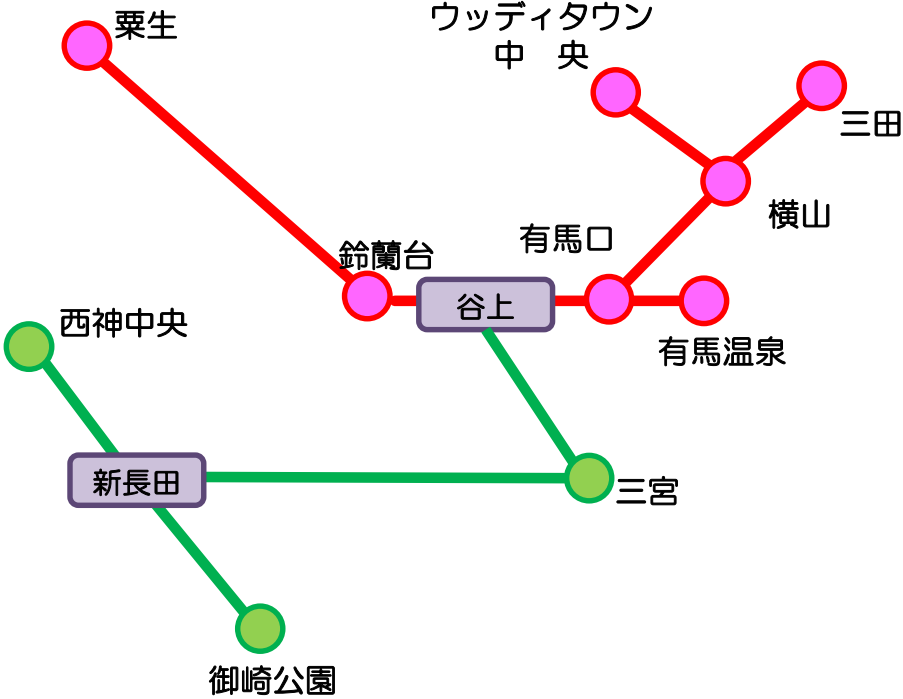 粟生
ウッディタウン
中央
三田
横山
有馬口
鈴蘭台
谷上
西神中央
有馬温泉
新長田
三宮
御崎公園